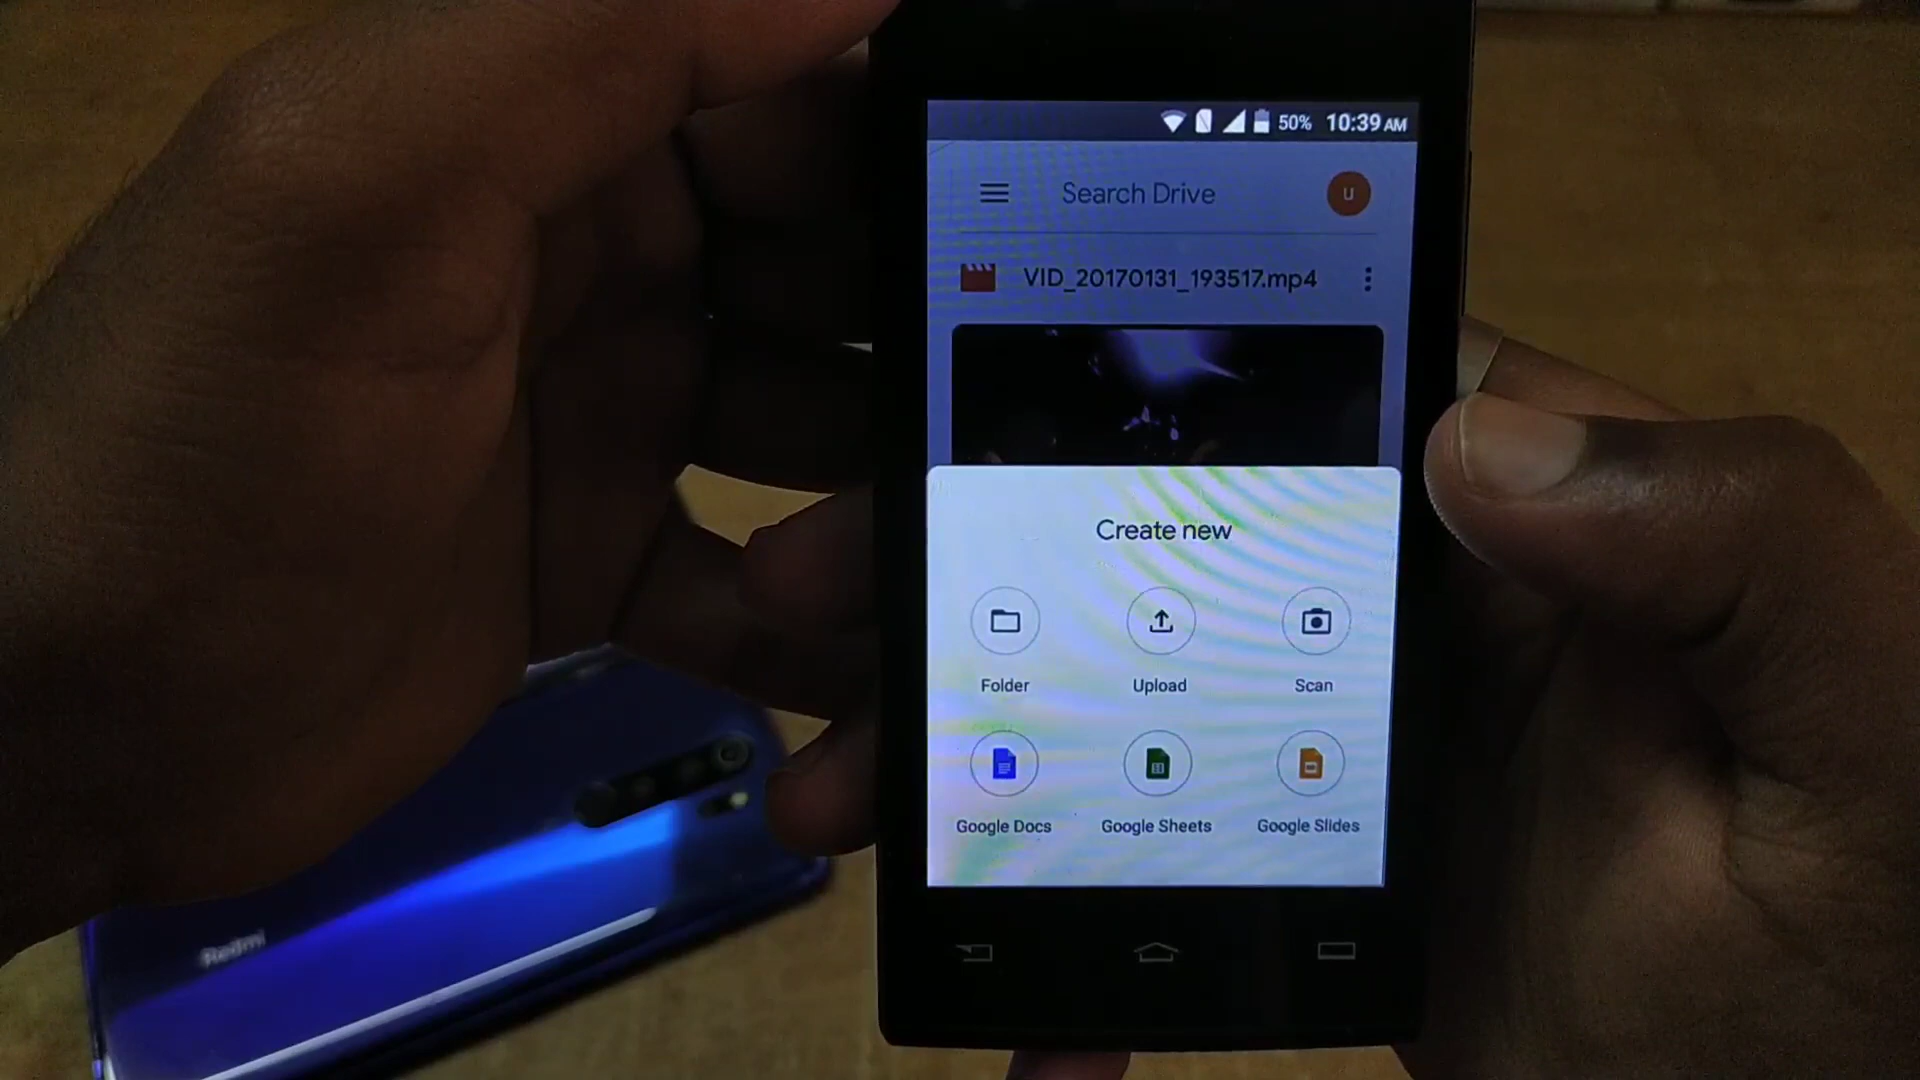 50% 10:39 AM
Search Drive U
VID_20170131_193517.mp4
Create new
Folder Upload Scan
Google Docs Google Sheets Google Slides
Redmi